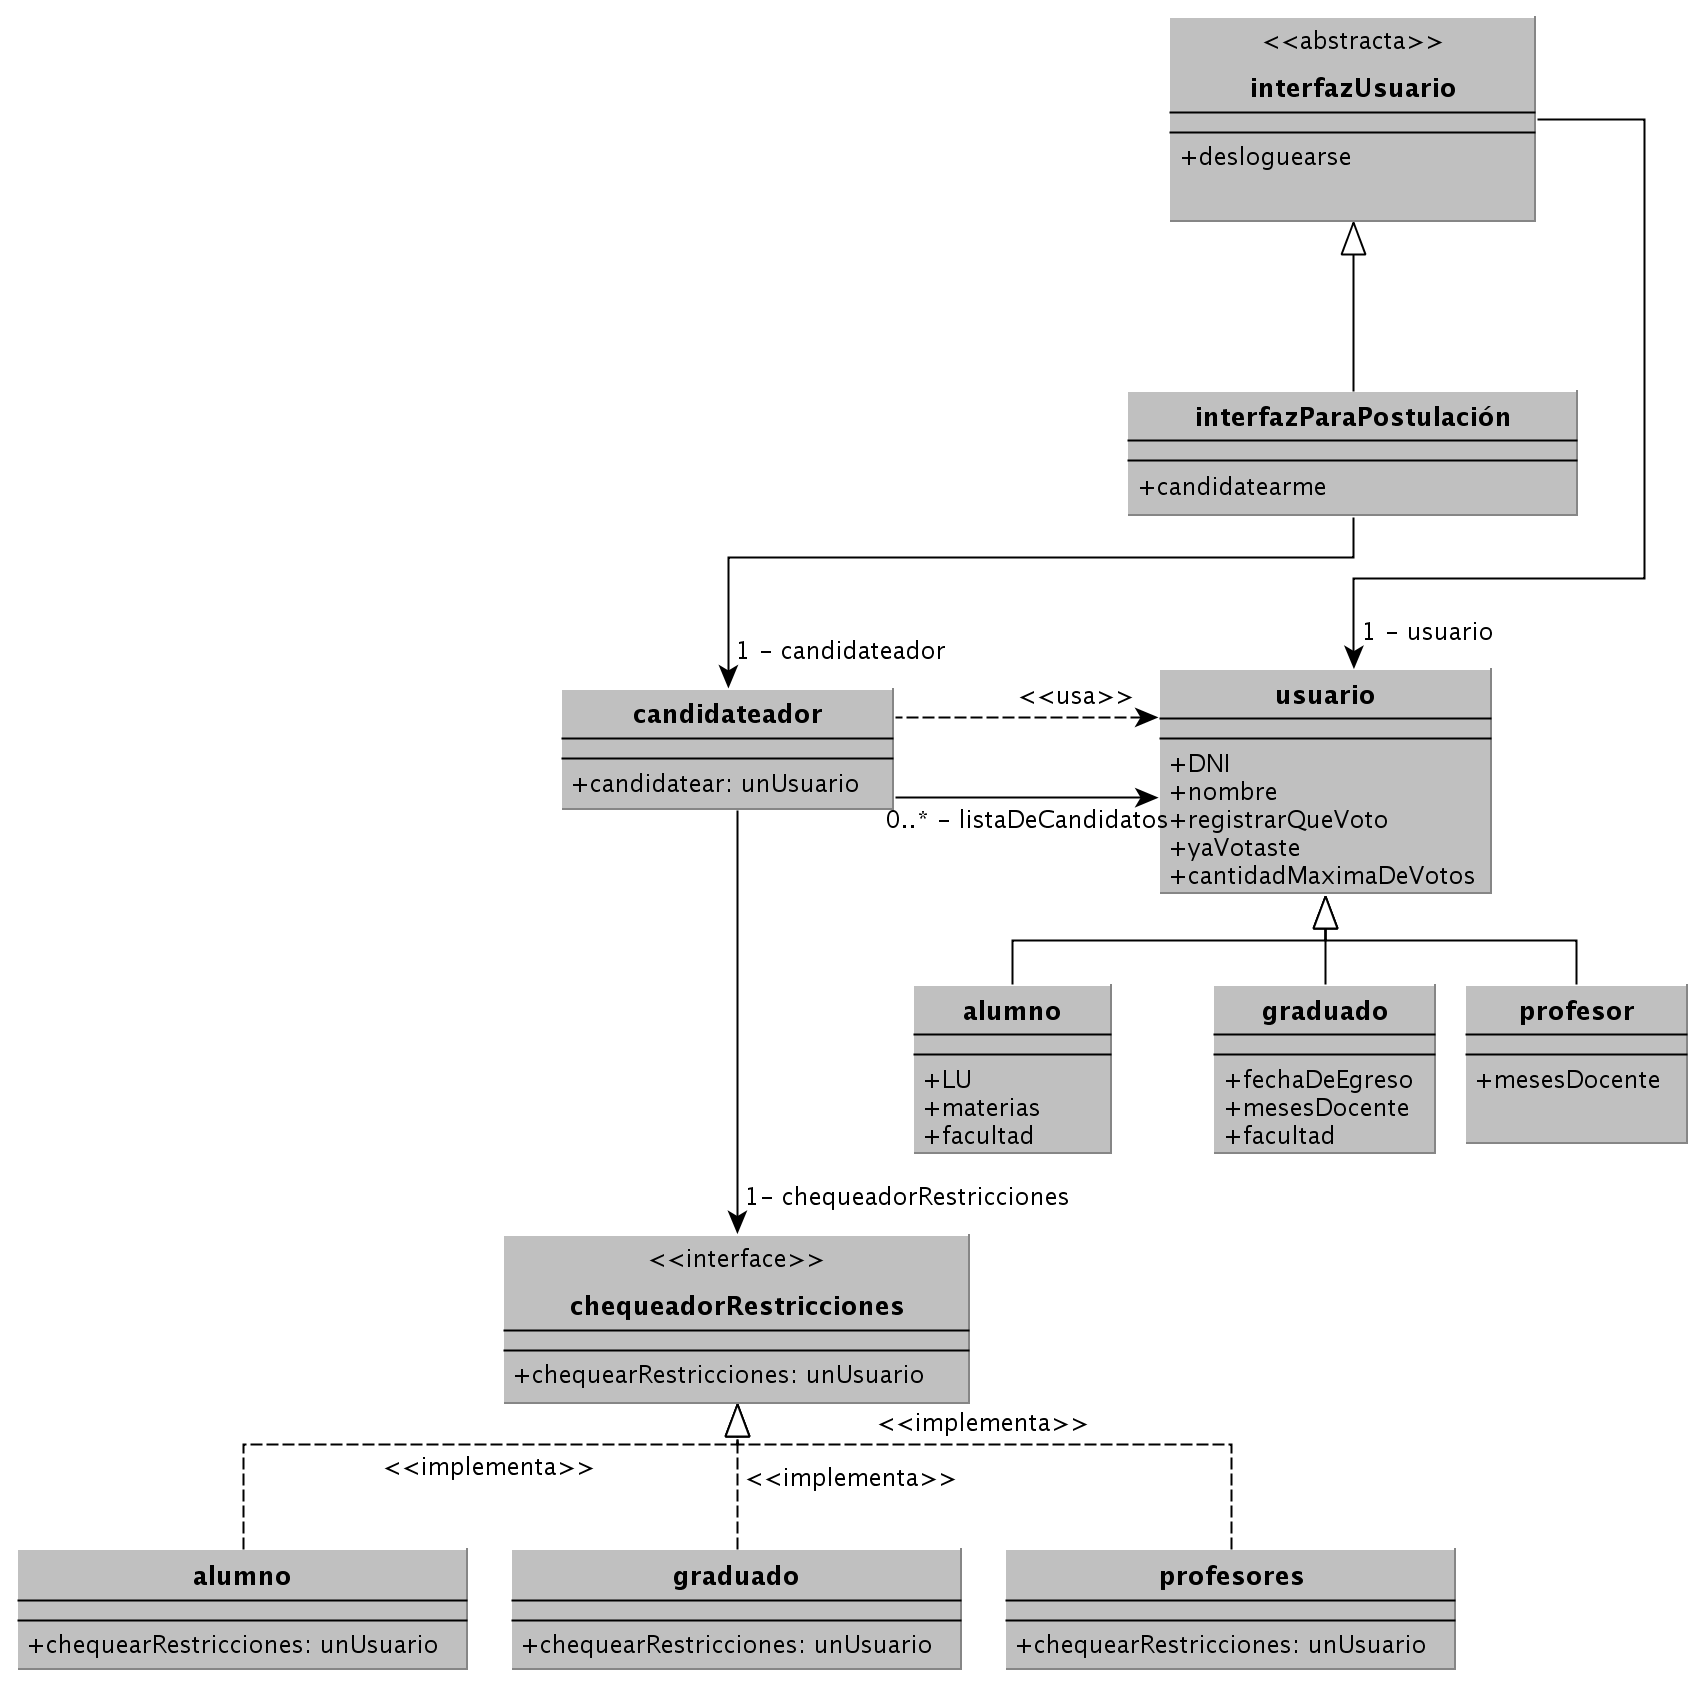 <<abstracta>>
interfazUsuario
+desloguearse
interfazParaPostulación
+candidatearme
1 - candidateador
1 - usuario
candidateador
+candidatear: unUsuario
<<usa>>
0..* - listaDeCandidatos
usuario
+DNI
+nombre
+registrarQueVoto
+yaVotaste
+cantidadMaximaDeVotos
alumno
+LU
+materias
+facultad
graduado
+fechaDeEgreso
+mesesDocente
+facultad
profesor
+mesesDocente
1- chequeadorRestricciones
<<interface>>
chequeadorRestricciones
+chequearRestricciones: unUsuario
<<implementa>>
<<implementa>>
<<implementa>>
alumno
+chequearRestricciones: unUsuario
graduado
+chequearRestricciones: unUsuario
profesores
+chequearRestricciones: unUsuario